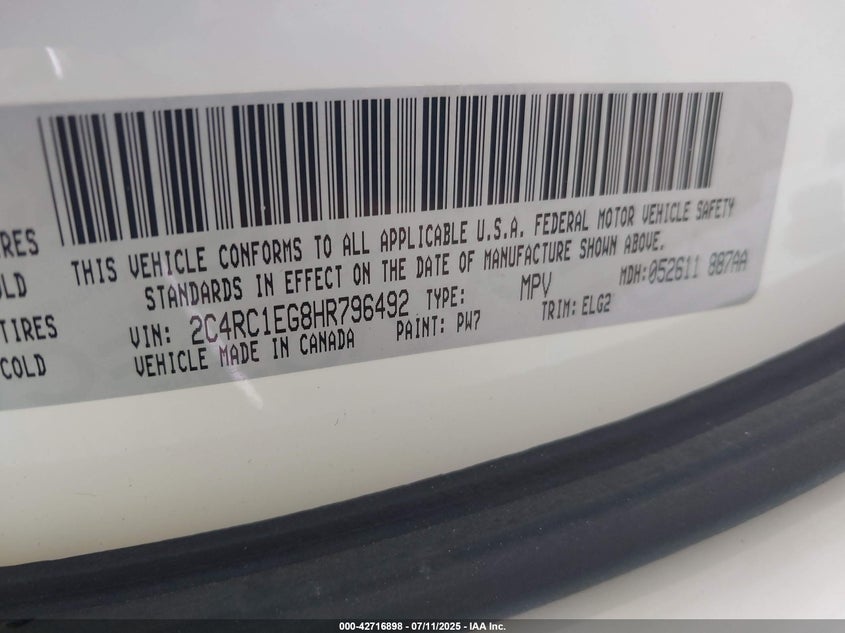 THIS VEHICLE CONFORMS TO ALL APPLICABLE U.S.A. FEDERAL MOTOR VEHICLE SAFETY
STANDARDS IN EFFECT ON THE DATE OF MANUFACTURE SHOWN ABOVE.
VIN: 2C4RC1EG8HR796492 TYPE: MPV MDH: 052611 887AA
VEHICLE MADE IN CANADA PAINT: PW7 TRIM: ELG2
RES
LD
TIRES
COLD
000-42716898 - 07/11/2025 - IAA Inc.